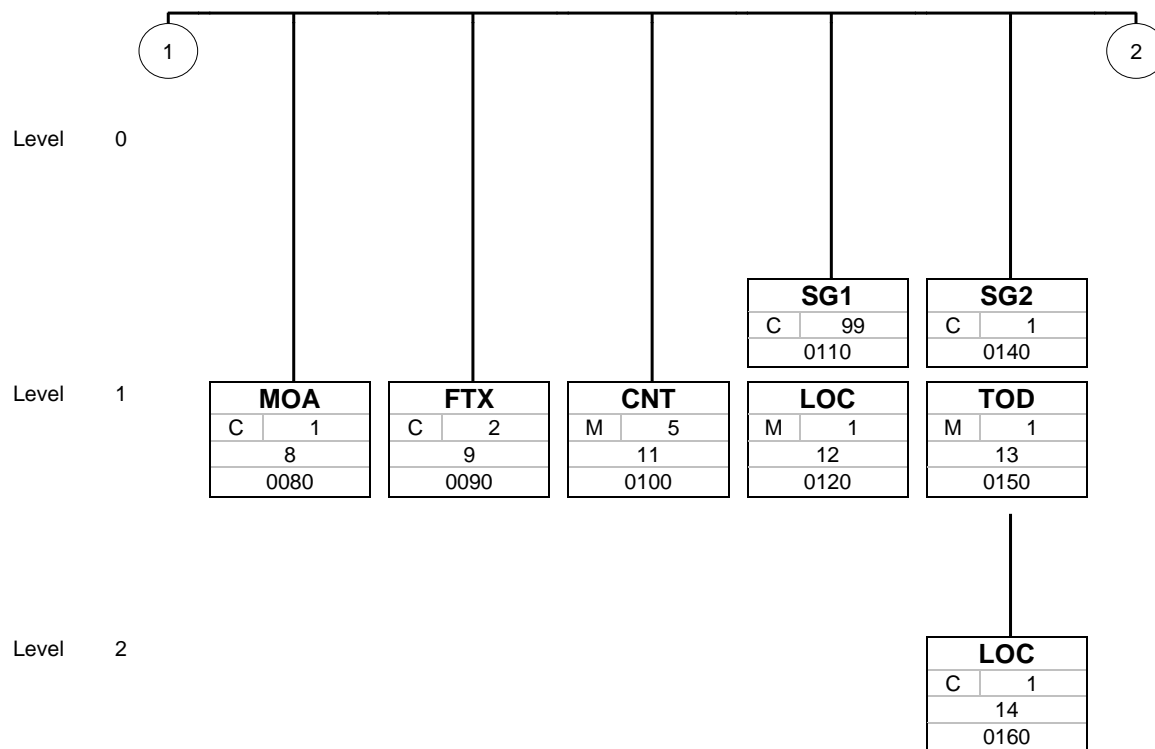 1
2
Level 0
SG1
SG2
C 99
C 1
0110
0140
Level 1
MOA
FTX
CNT
LOC
TOD
C 1
C 2
M 5
M 1
M 1
8
9
11
12
13
0080
0090
0100
0120
0150
Level 2
LOC
C 1
14
0160